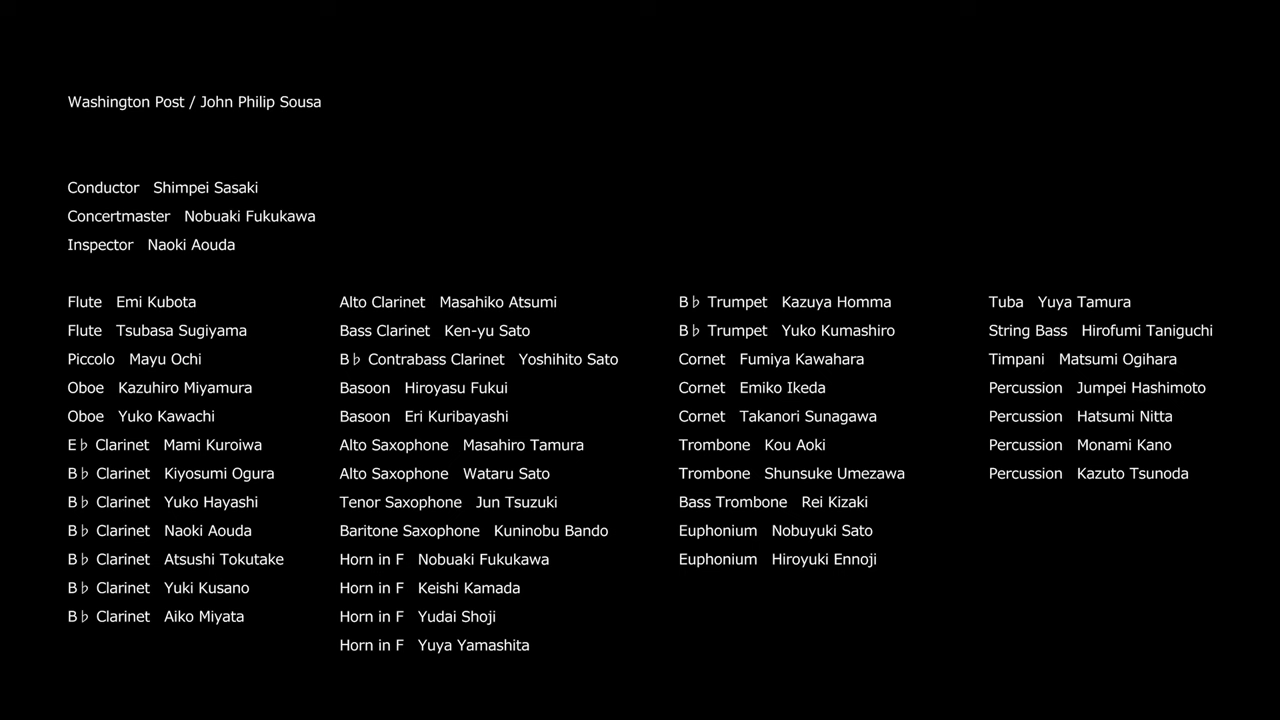 Washington Post / John Philip Sousa
Conductor Shimpei Sasaki
Concertmaster Nobuaki Fukukawa
Inspector Naoki Aouda
Flute Emi Kubota
Flute Tsubasa Sugiyama
Piccolo Mayu Ochi
Oboe Kazuhiro Miyamura
Oboe Yuko Kawachi
E♭ Clarinet Mami Kuroiwa
B♭ Clarinet Kiyosumi Ogura
B♭ Clarinet Yuko Hayashi
B♭ Clarinet Naoki Aouda
B♭ Clarinet Atsushi Tokutake
B♭ Clarinet Yuki Kusano
B♭ Clarinet Aiko Miyata
Alto Clarinet Masahiko Atsumi
Bass Clarinet Ken-yu Sato
B♭ Contrabass Clarinet Yoshihito Sato
Basoon Hiroyasu Fukui
Basoon Eri Kuribayashi
Alto Saxophone Masahiro Tamura
Alto Saxophone Wataru Sato
Tenor Saxophone Jun Tsuzuki
Baritone Saxophone Kuninobu Bando
Horn in F Nobuaki Fukukawa
Horn in F Keishi Kamada
Horn in F Yudai Shoji
Horn in F Yuya Yamashita
B♭ Trumpet Kazuya Homma
B♭ Trumpet Yuko Kumashiro
Cornet Fumiya Kawahara
Cornet Emiko Ikeda
Cornet Takanori Sunagawa
Trombone Kou Aoki
Trombone Shunsuke Umezawa
Bass Trombone Rei Kizaki
Euphonium Nobuyuki Sato
Euphonium Hiroyuki Ennoji
Tuba Yuya Tamura
String Bass Hirofumi Taniguchi
Timpani Matsumi Ogihara
Percussion Jumpei Hashimoto
Percussion Hatsumi Nitta
Percussion Monami Kano
Percussion Kazuto Tsunoda